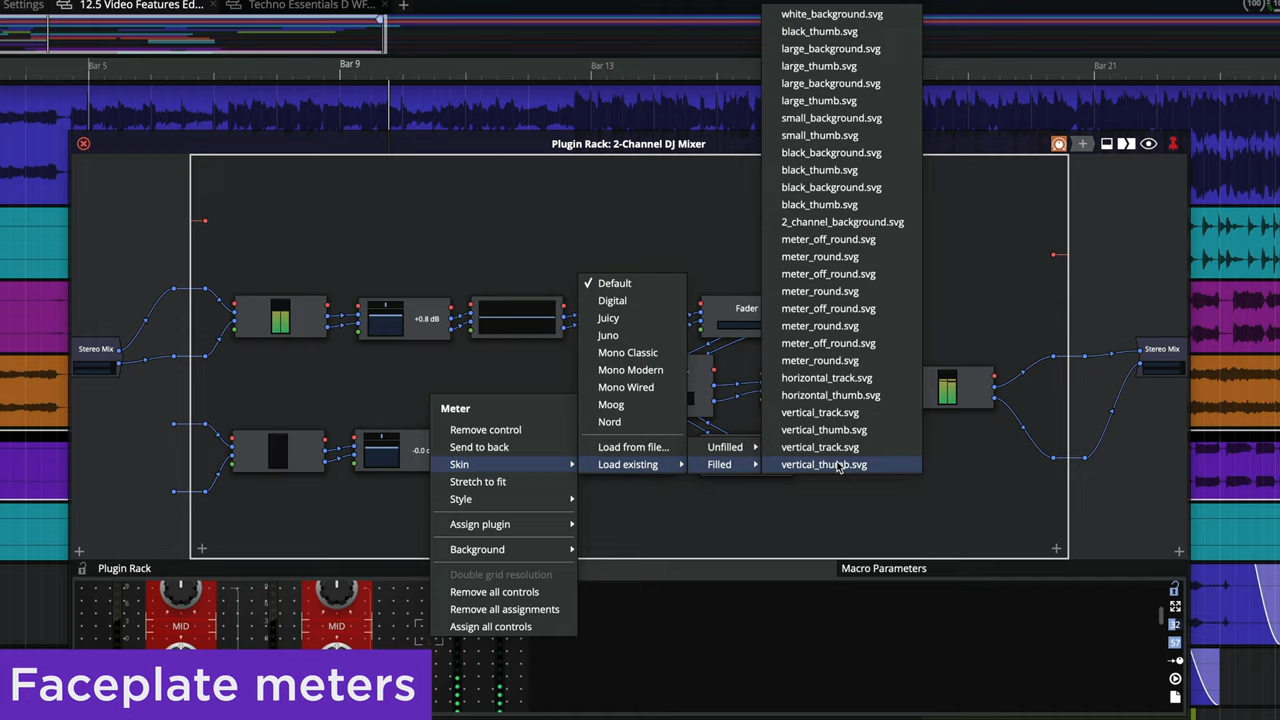 Settings
12.5 Video Features Ed...
Techno Essentials D WF...
100
Bar 5
Bar 9
Bar 13
Bar 21
Plugin Rack: 2-Channel DJ Mixer
white_background.svg
black_thumb.svg
large_background.svg
large_thumb.svg
large_background.svg
large_thumb.svg
small_background.svg
small_thumb.svg
black_background.svg
black_thumb.svg
black_background.svg
black_thumb.svg
2_channel_background.svg
meter_off_round.svg
meter_round.svg
meter_off_round.svg
meter_round.svg
meter_off_round.svg
meter_round.svg
meter_off_round.svg
meter_round.svg
horizontal_track.svg
horizontal_thumb.svg
vertical_track.svg
vertical_thumb.svg
vertical_track.svg
vertical_thumb.svg
✓ Default
Digital
Juicy
Juno
Mono Classic
Mono Modern
Mono Wired
Moog
Nord
Load from file...
Load existing
Unfilled
Filled
Stereo Mix
+0.8 dB
Fader
Stereo Mix
-0.0 d
Meter
Remove control
Send to back
Skin
Stretch to fit
Style
Assign plugin
Background
Double grid resolution
Remove all controls
Remove all assignments
Assign all controls
Plugin Rack
Macro Parameters
MID
MID
32
57
Faceplate meters